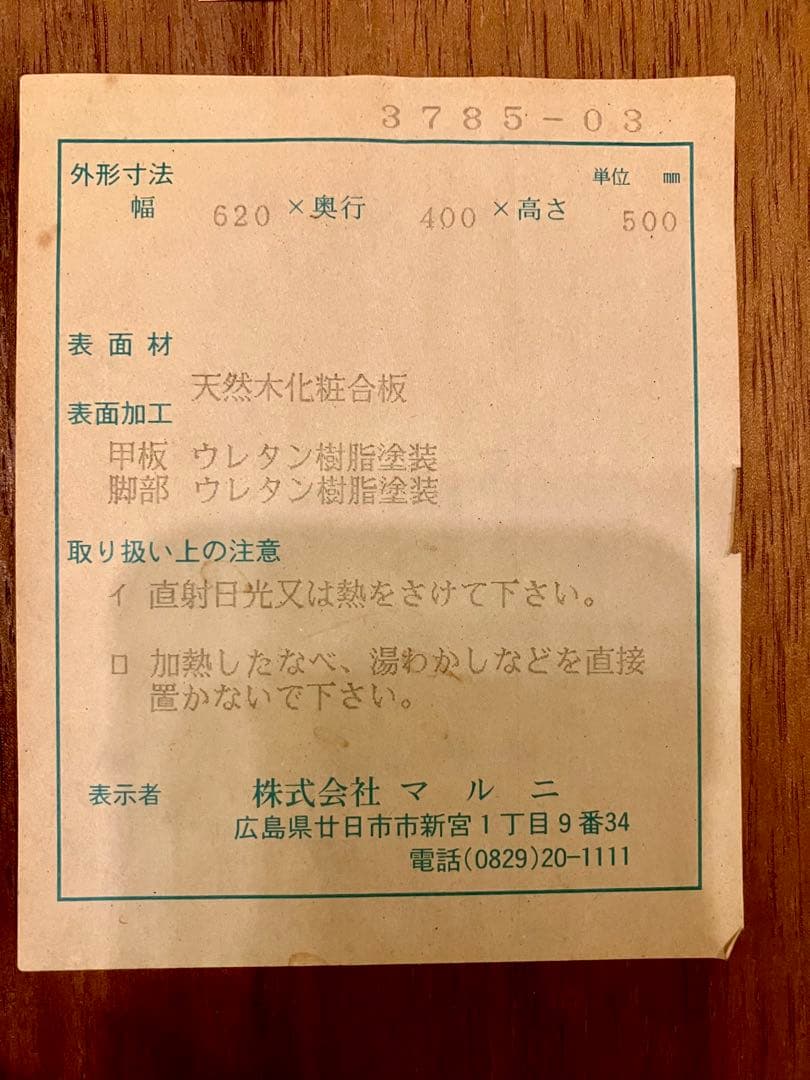 3785-03
外形寸法 単位 ㎜
幅 620 ×奥行 400 ×高さ 500
表面材
天然木化粧合板
表面加工
甲板 ウレタン樹脂塗装
脚部 ウレタン樹脂塗装
取り扱い上の注意
イ 直射日光又は熱をさけて下さい。
ロ 加熱したなべ、湯わかしなどを直接
置かないで下さい。
表示者 株式会社 マルニ
広島県廿日市市新宮1丁目9番34
電話(0829)20-1111